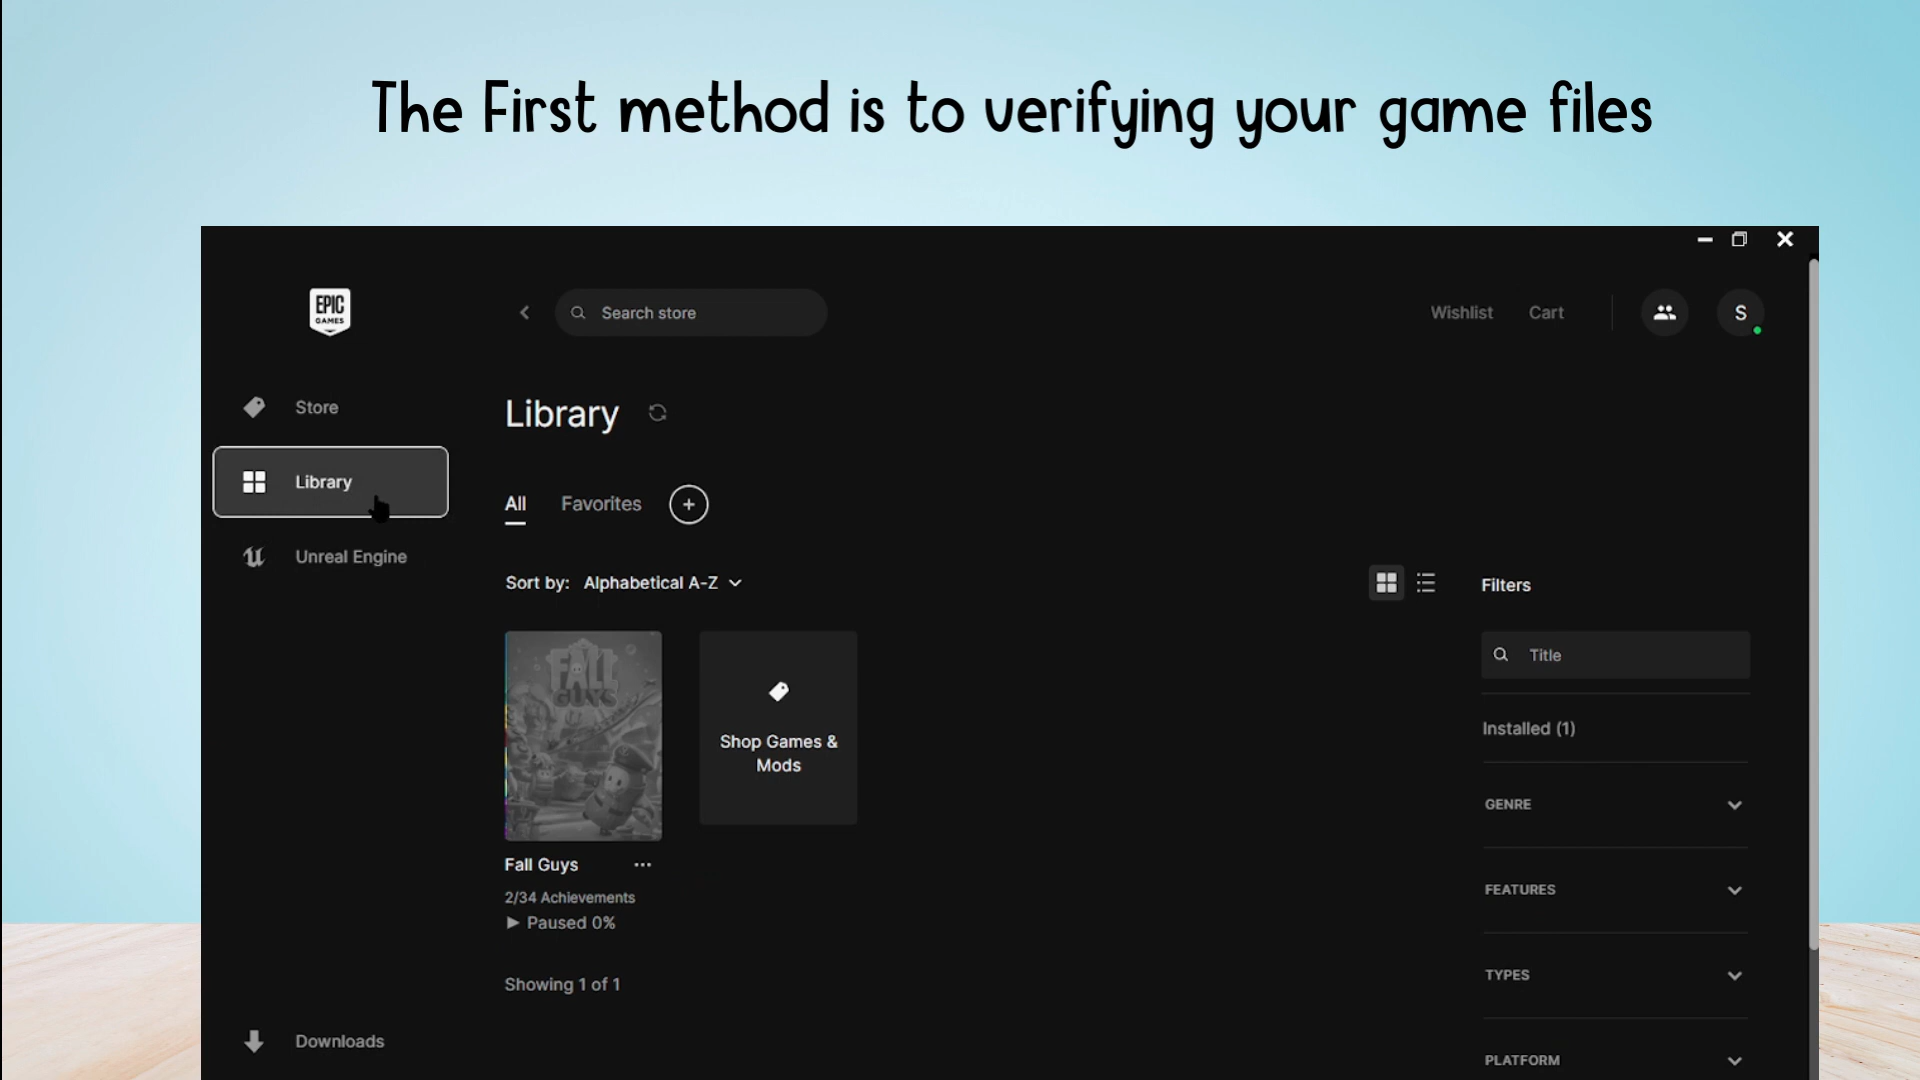 The First method is to verifying your game files
EPIC
GAMES
Search store
Wishlist
Cart
S
Store
Library
Library
All
Favorites
Unreal Engine
Sort by: Alphabetical A-Z
Filters
FALL
GUYS
Title
Shop Games &
Mods
Installed (1)
GENRE
Fall Guys
2/34 Achievements
Paused 0%
FEATURES
TYPES
Showing 1 of 1
Downloads
PLATFORM